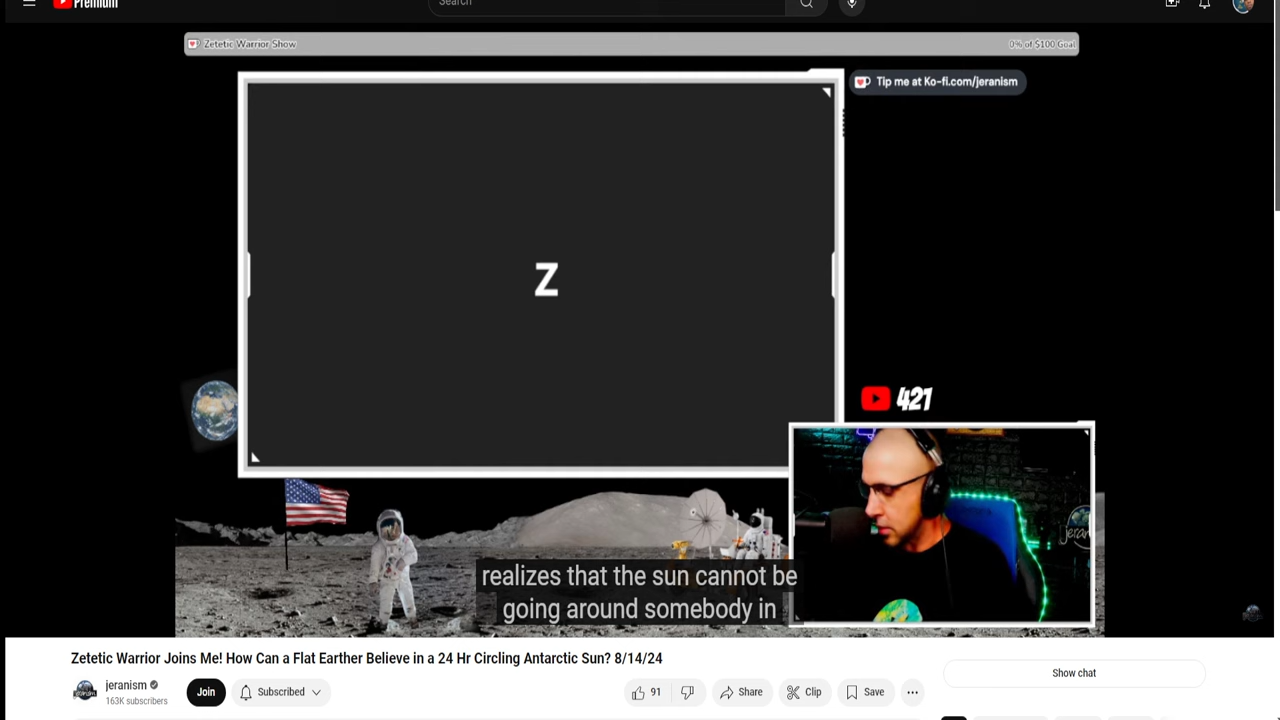 Premium
Search
Zetetic Warrior Show
0% of $100 Goal
Tip me at Ko-fi.com/jeranism
Z
421
realizes that the sun cannot be
going around somebody in
Zetetic Warrior Joins Me! How Can a Flat Earther Believe in a 24 Hr Circling Antarctic Sun? 8/14/24
jeranism
163K subscribers
Join
Subscribed
91
Share
Clip
Save
Show chat